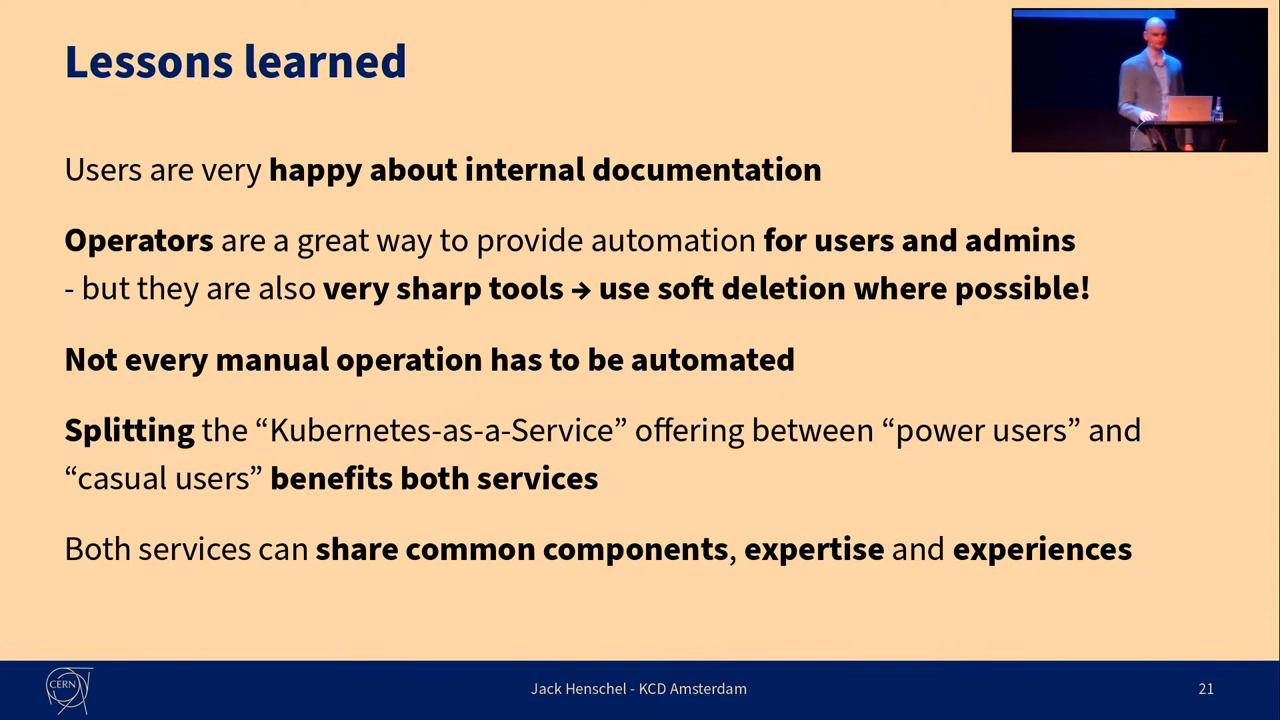 Lessons learned
Users are very happy about internal documentation
Operators are a great way to provide automation for users and admins
- but they are also very sharp tools → use soft deletion where possible!
Not every manual operation has to be automated
Splitting the “Kubernetes-as-a-Service” offering between “power users” and
“casual users” benefits both services
Both services can share common components, expertise and experiences
CERN
Jack Henschel - KCD Amsterdam
21